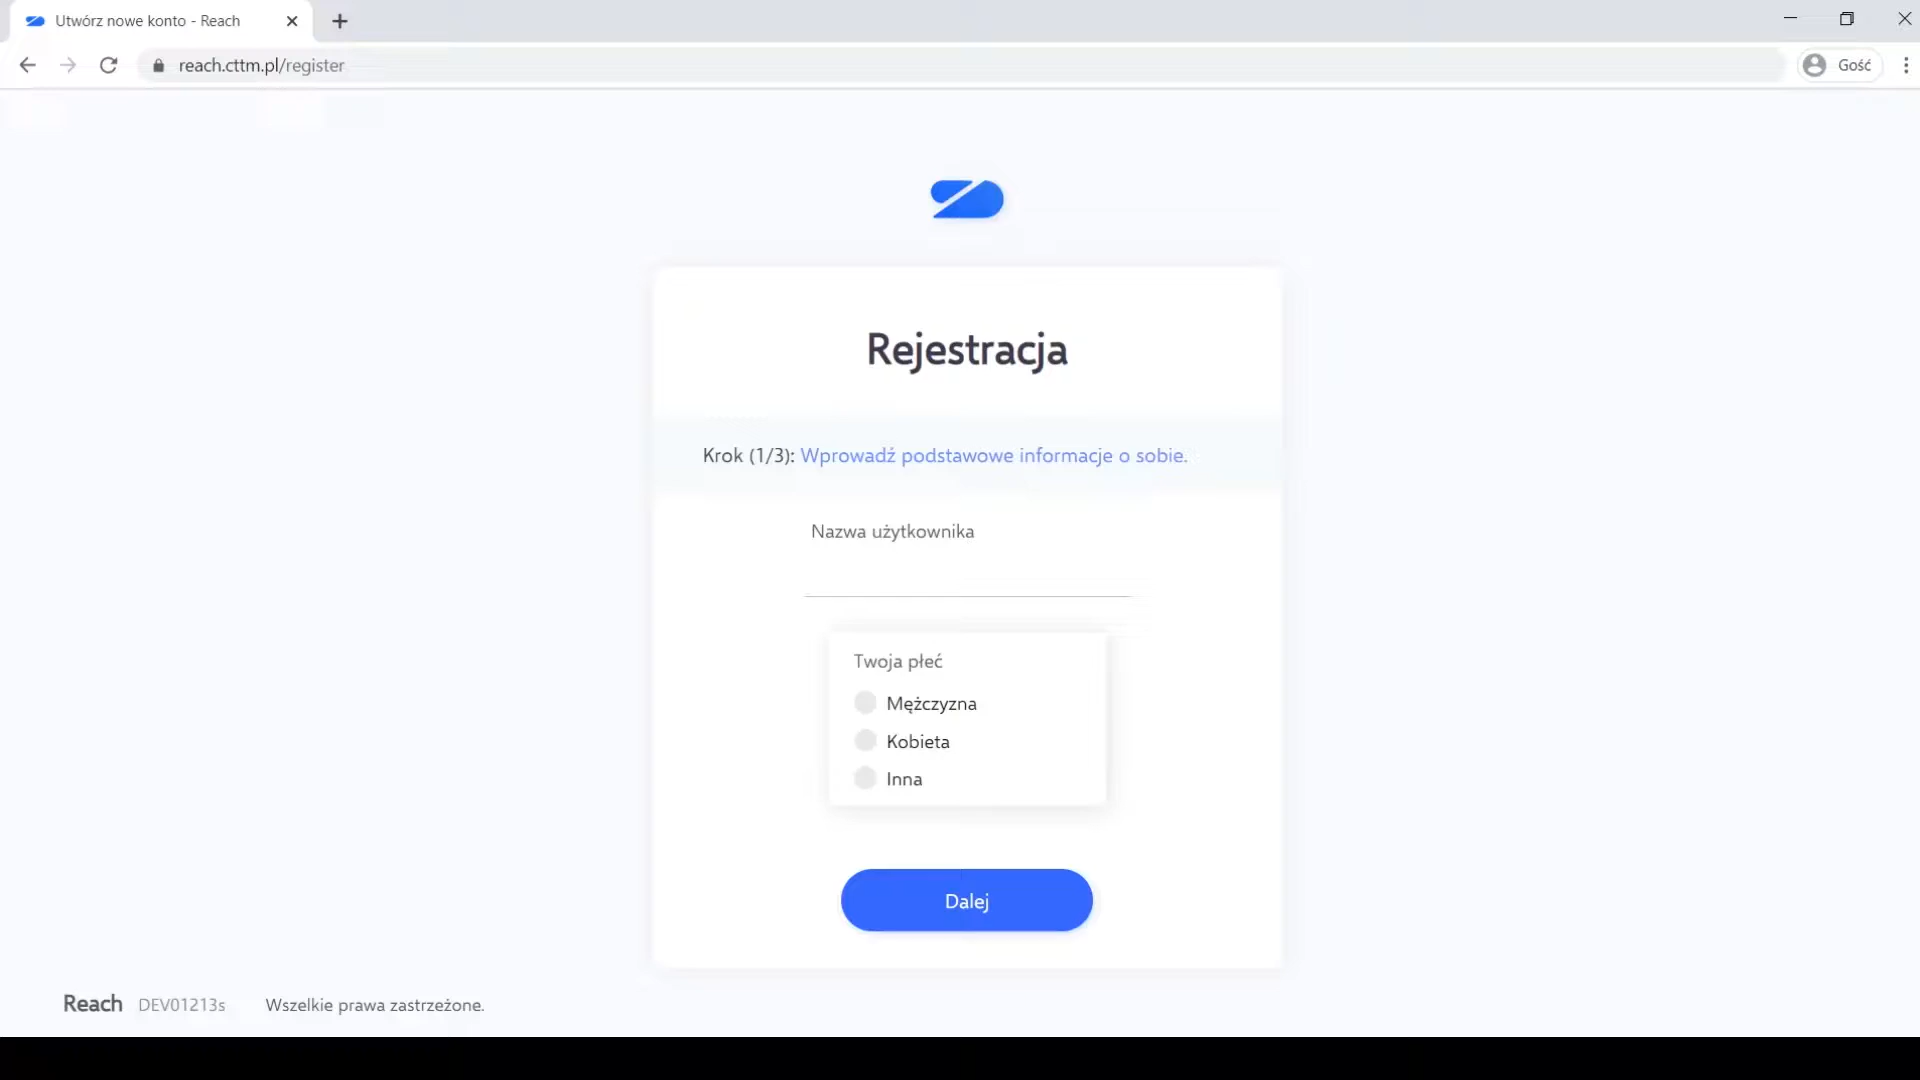 Utwórz nowe konto - Reach
reach.cttm.pl/register
Gość
Rejestracja
Krok (1/3): Wprowadź podstawowe informacje o sobie.
Nazwa użytkownika
Twoja płeć
Mężczyzna
Kobieta
Inna
Dalej
Reach DEV01213s Wszelkie prawa zastrzeżone.